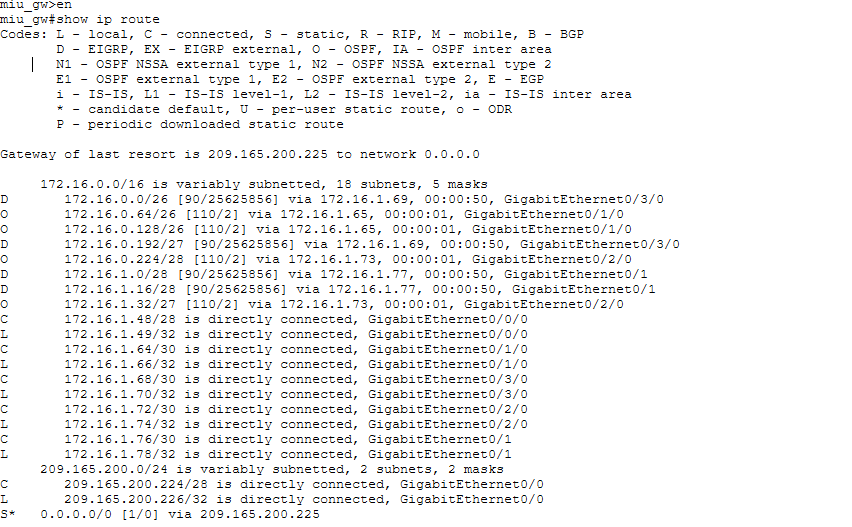 miu_gw>en
miu_gw#show ip route
Codes: L - local, C - connected, S - static, R - RIP, M - mobile, B - BGP
       D - EIGRP, EX - EIGRP external, O - OSPF, IA - OSPF inter area
       N1 - OSPF NSSA external type 1, N2 - OSPF NSSA external type 2
       E1 - OSPF external type 1, E2 - OSPF external type 2, E - EGP
       i - IS-IS, L1 - IS-IS level-1, L2 - IS-IS level-2, ia - IS-IS inter area
       * - candidate default, U - per-user static route, o - ODR
       P - periodic downloaded static route

Gateway of last resort is 209.165.200.225 to network 0.0.0.0

     172.16.0.0/16 is variably subnetted, 18 subnets, 5 masks
D       172.16.0.0/26 [90/25625856] via 172.16.1.69, 00:00:50, GigabitEthernet0/3/0
O       172.16.0.64/26 [110/2] via 172.16.1.65, 00:00:01, GigabitEthernet0/1/0
O       172.16.0.128/26 [110/2] via 172.16.1.65, 00:00:01, GigabitEthernet0/1/0
D       172.16.0.192/27 [90/25625856] via 172.16.1.69, 00:00:50, GigabitEthernet0/3/0
O       172.16.0.224/28 [110/2] via 172.16.1.73, 00:00:01, GigabitEthernet0/2/0
D       172.16.1.0/28 [90/25625856] via 172.16.1.77, 00:00:50, GigabitEthernet0/1
D       172.16.1.16/28 [90/25625856] via 172.16.1.77, 00:00:50, GigabitEthernet0/1
O       172.16.1.32/27 [110/2] via 172.16.1.73, 00:00:01, GigabitEthernet0/2/0
C       172.16.1.48/28 is directly connected, GigabitEthernet0/0/0
L       172.16.1.49/32 is directly connected, GigabitEthernet0/0/0
C       172.16.1.64/30 is directly connected, GigabitEthernet0/1/0
L       172.16.1.66/32 is directly connected, GigabitEthernet0/1/0
C       172.16.1.68/30 is directly connected, GigabitEthernet0/3/0
L       172.16.1.70/32 is directly connected, GigabitEthernet0/3/0
C       172.16.1.72/30 is directly connected, GigabitEthernet0/2/0
L       172.16.1.74/32 is directly connected, GigabitEthernet0/2/0
C       172.16.1.76/30 is directly connected, GigabitEthernet0/1
L       172.16.1.78/32 is directly connected, GigabitEthernet0/1
     209.165.200.0/24 is variably subnetted, 2 subnets, 2 masks
C       209.165.200.224/28 is directly connected, GigabitEthernet0/0
L       209.165.200.226/32 is directly connected, GigabitEthernet0/0
S*   0.0.0.0/0 [1/0] via 209.165.200.225